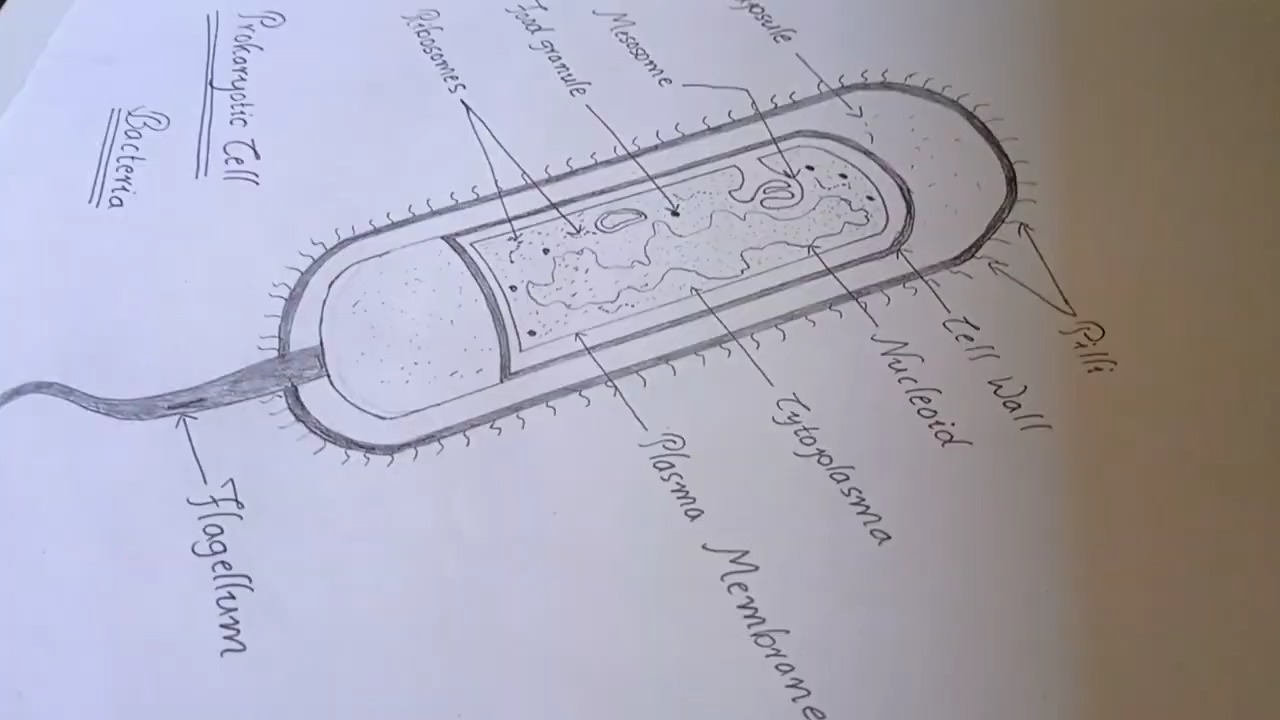 Prokaryotic Cell
Bacteria
Ribosomes
Food granule
Mesosome
Pilli
Cell Wall
Nucleoid
Cytoplasma
Plasma Membrane
Flagellum